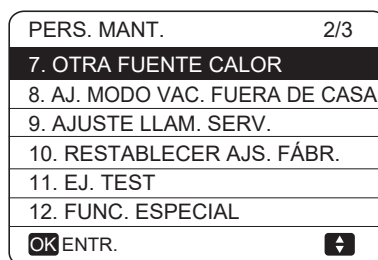 PERS. MANT. 2/3
7. OTRA FUENTE CALOR
8. AJ. MODO VAC. FUERA DE CASA
9. AJUSTE LLAM. SERV.
10. RESTABLECER AJS. FÁBR.
11. EJ. TEST
12. FUNC. ESPECIAL
OK ENTR.